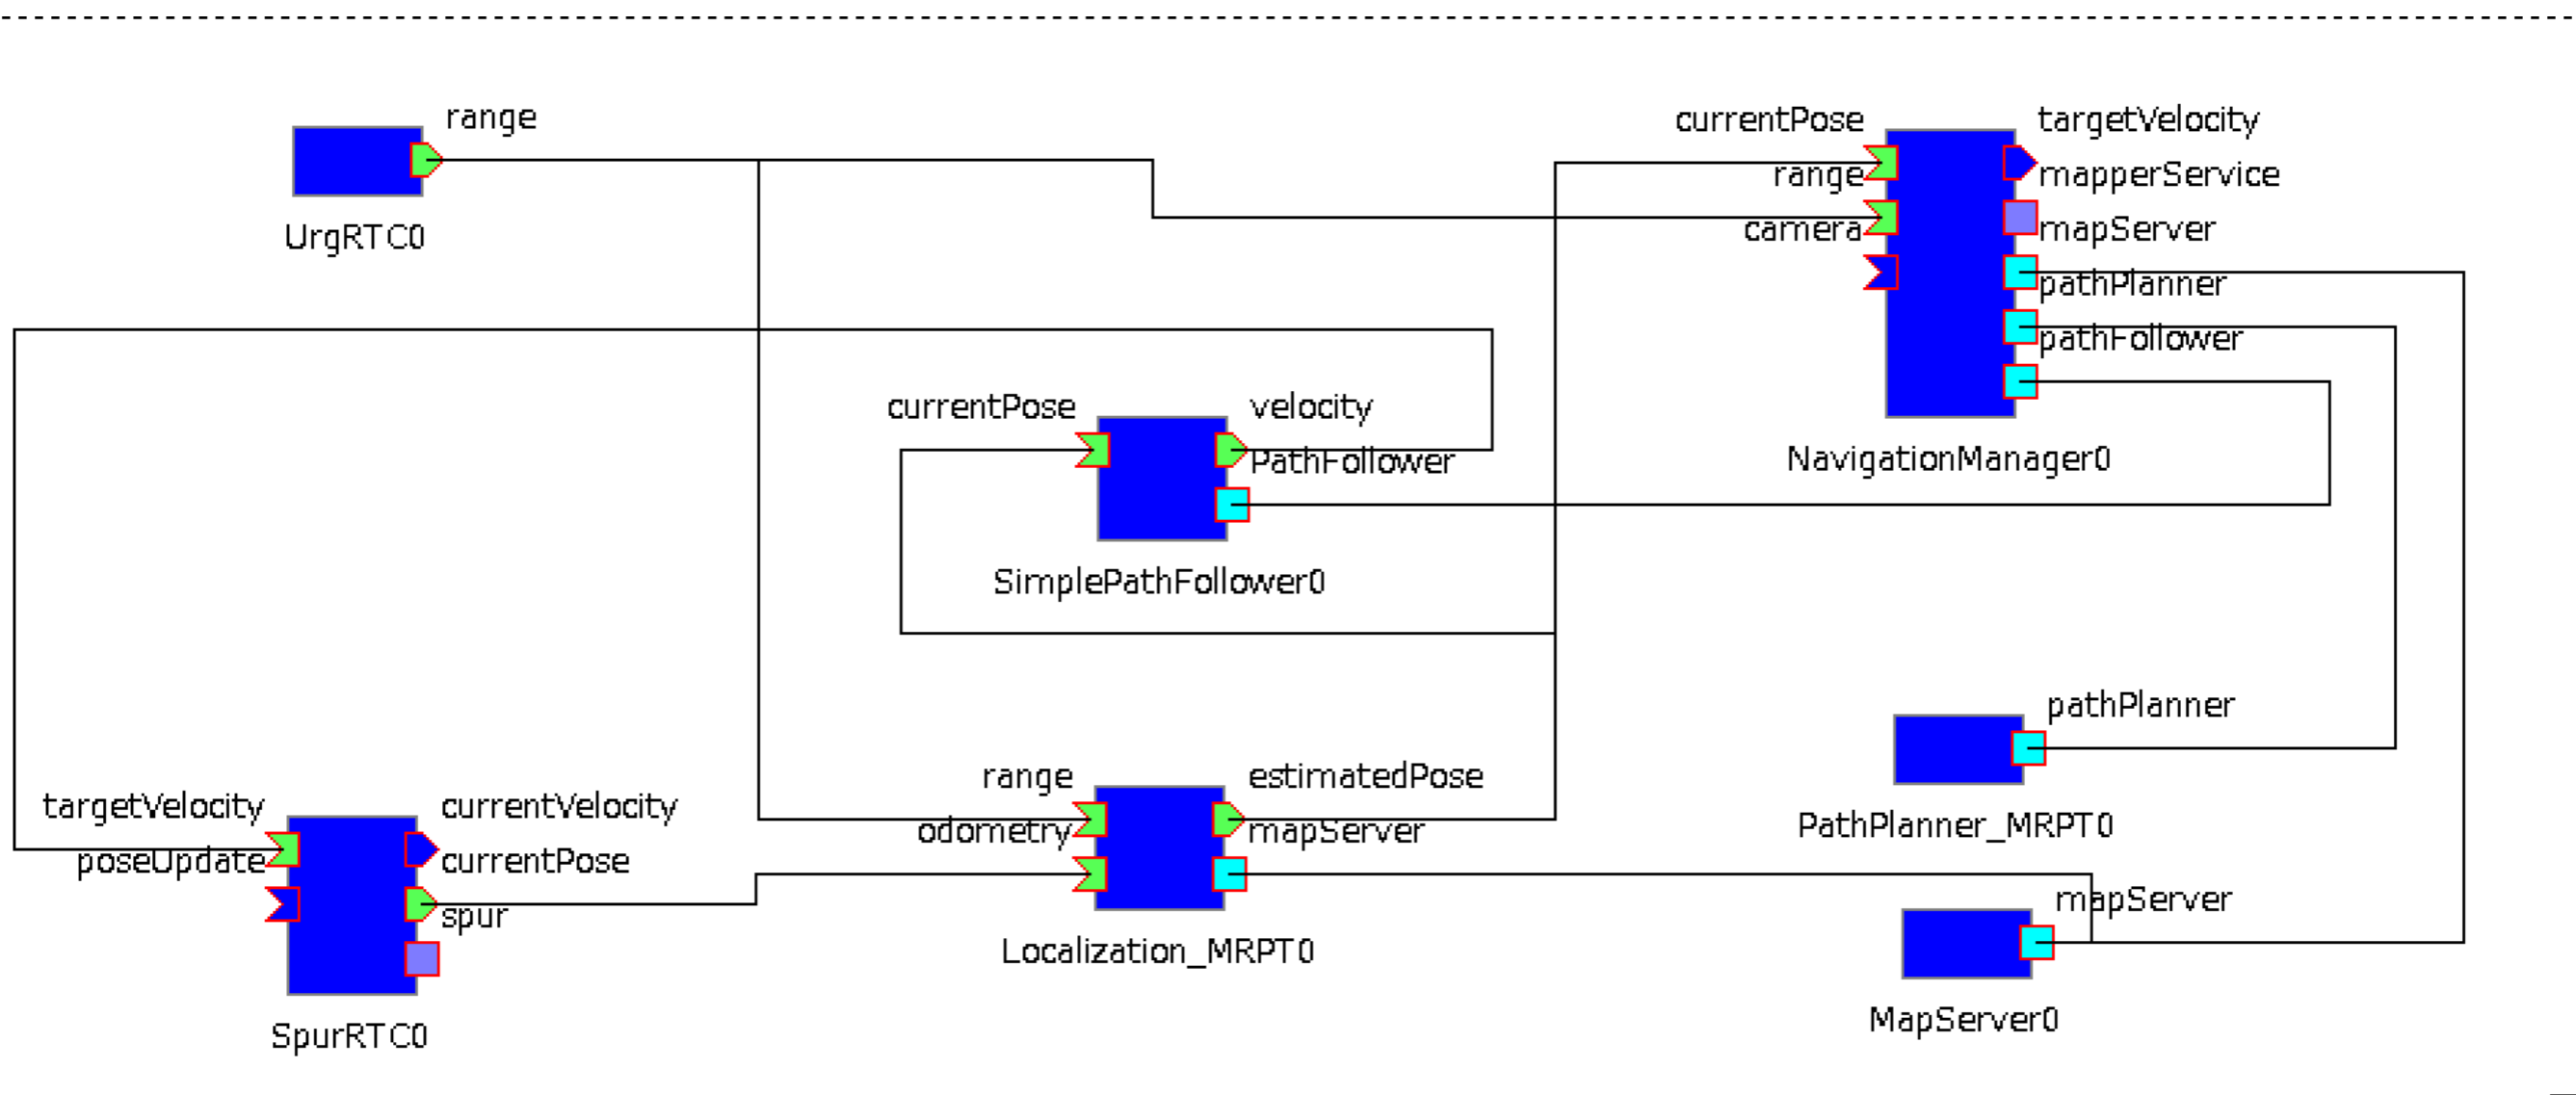 range
UrgRTC0
currentPose
range
camera
targetVelocity
mapperService
mapServer
pathPlanner
pathFollower
NavigationManager0
currentPose
velocity
PathFollower
SimplePathFollower0
pathPlanner
PathPlanner_MRPT0
range
odometry
estimatedPose
mapServer
Localization_MRPT0
targetVelocity
poseUpdate
currentVelocity
currentPose
spur
SpurRTC0
mapServer
MapServer0